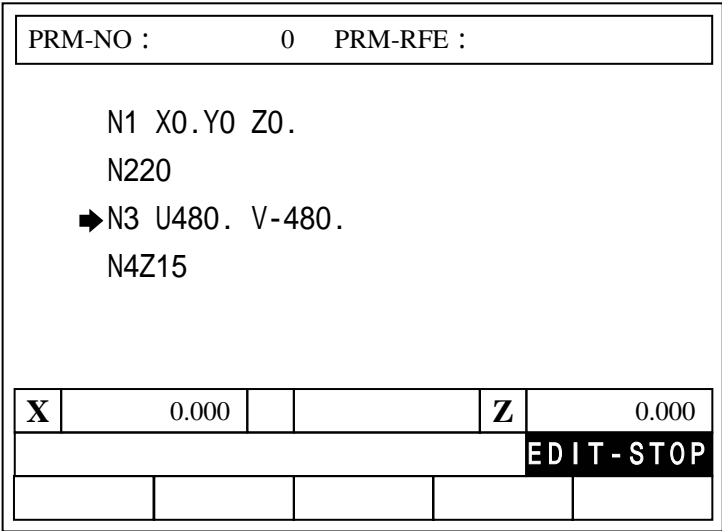 PRM-NO : 0 PRM-RFE :
N1 X0.Y0 Z0.
N220
N3 U480. V-480.
N4Z15
X 0.000 Z 0.000
EDIT-STOP